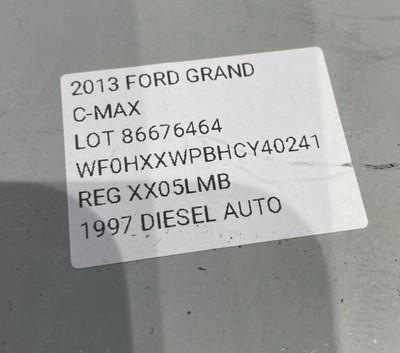 2013 FORD GRAND
C-MAX
LOT 86676464
WF0HXXWPBHCY40241
REG XX05LMB
1997 DIESEL AUTO